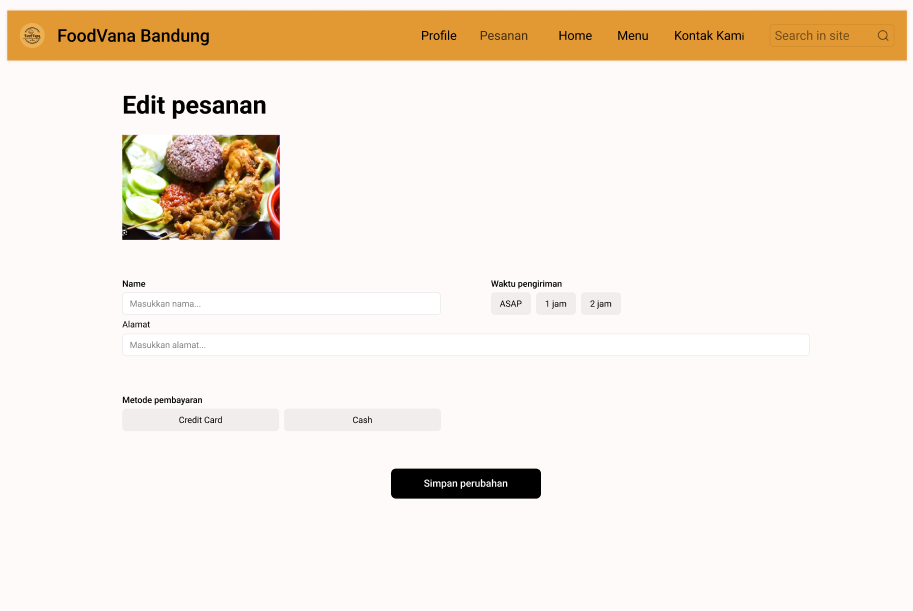 FoodVana Bandung
Profile
Pesanan
Home
Menu
Kontak Kami
Search in site
Edit pesanan
Name
Masukkan nama...
Waktu pengiriman
ASAP
1 jam
2 jam
Alamat
Masukkan alamat...
Metode pembayaran
Credit Card
Cash
Simpan perubahan